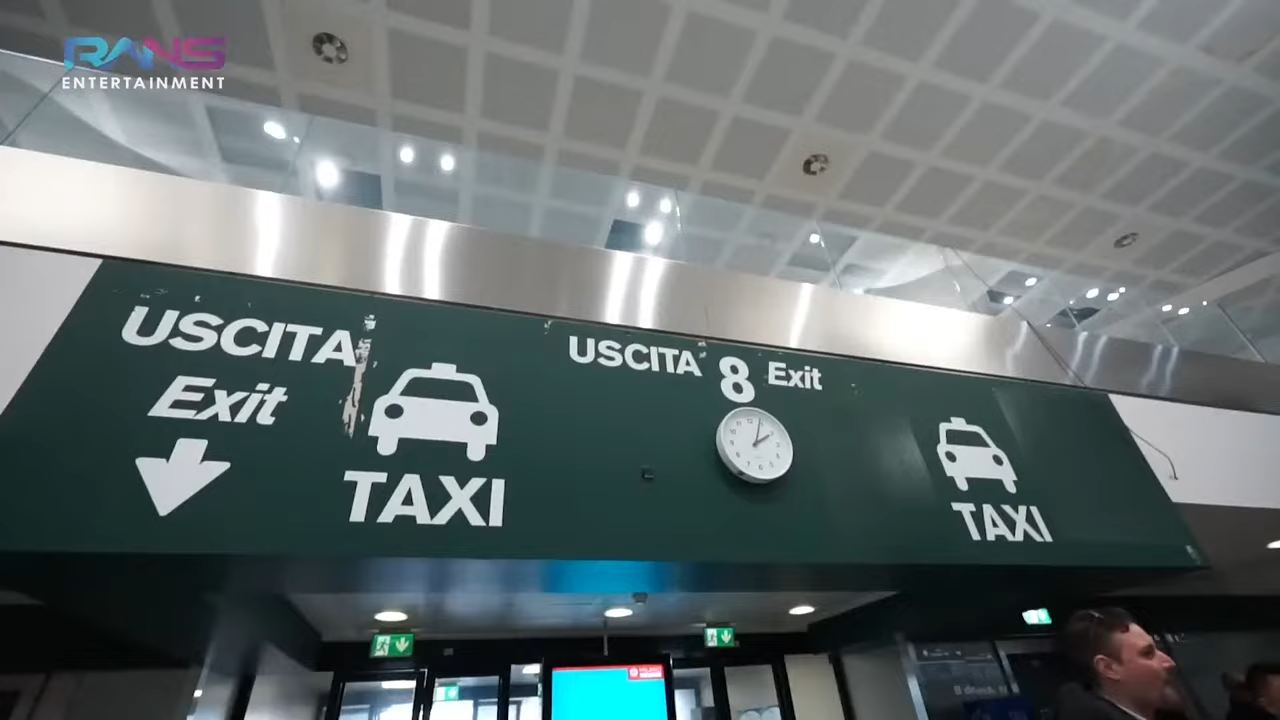 RANS
ENTERTAINMENT
USCITA
Exit
TAXI
USCITA 8 Exit
TAXI